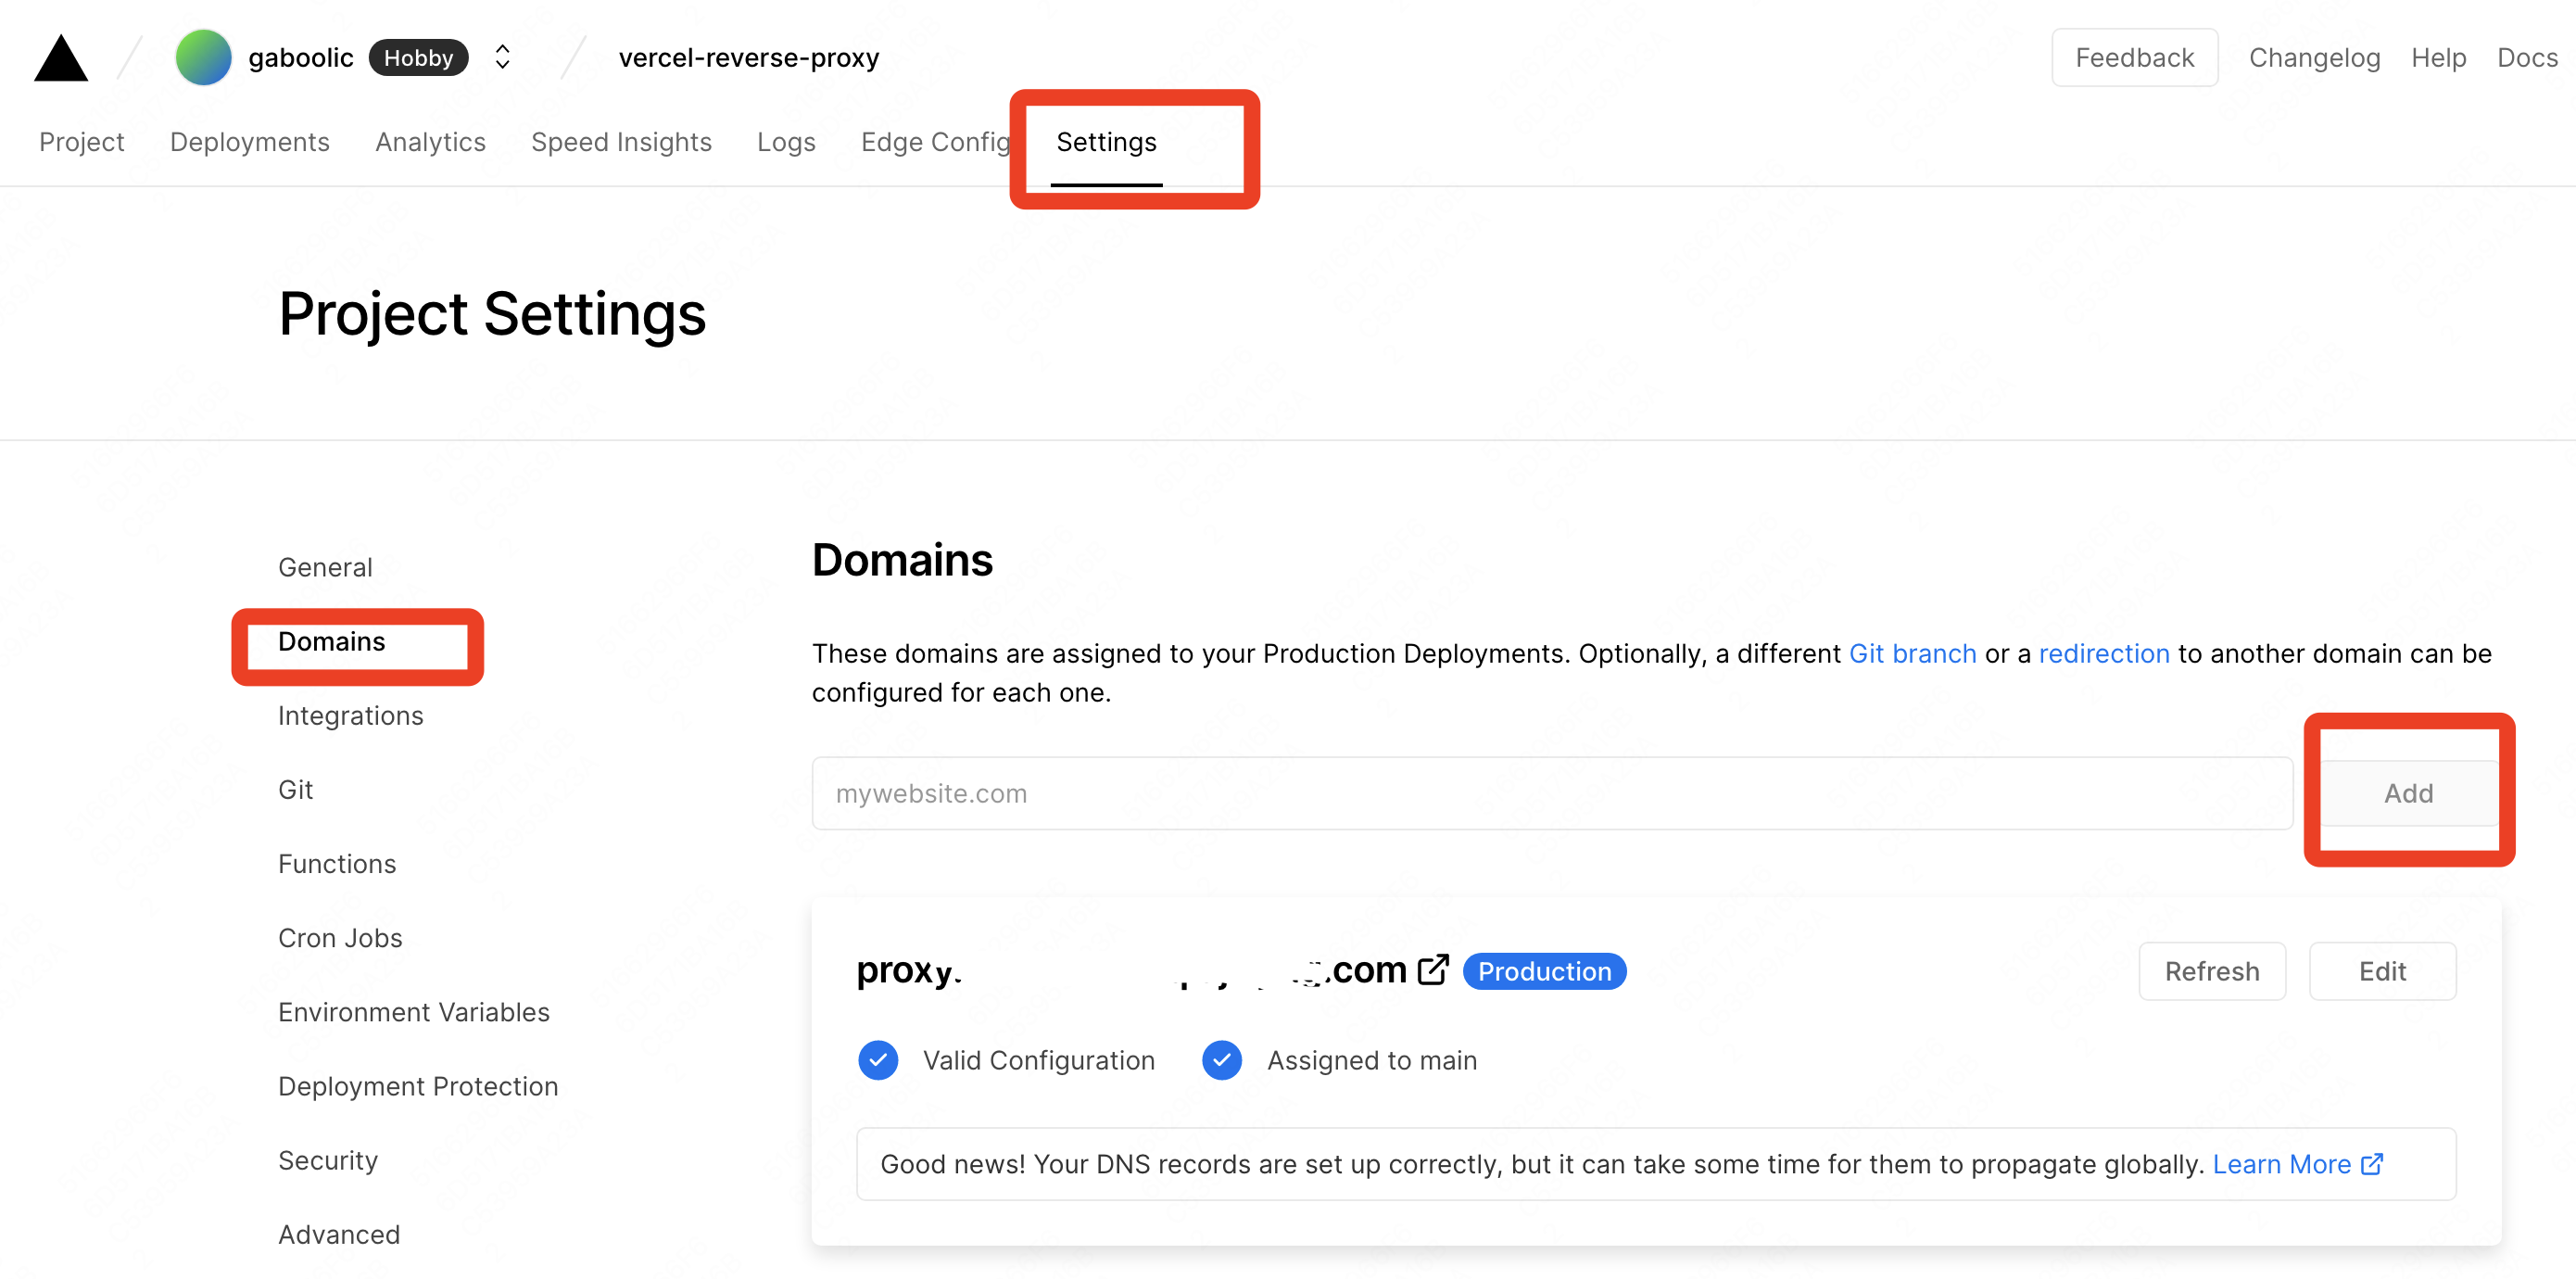 gaboolic Hobby vercel-reverse-proxy Feedback Changelog Help Docs
Project Deployments Analytics Speed Insights Logs Edge Config Settings
Project Settings
General
Domains
Integrations
Git
Functions
Cron Jobs
Environment Variables
Deployment Protection
Security
Advanced
Domains
These domains are assigned to your Production Deployments. Optionally, a different Git branch or a redirection to another domain can be
configured for each one.
mywebsite.com Add
proxy. .com Production Refresh Edit
Valid Configuration Assigned to main
Good news! Your DNS records are set up correctly, but it can take some time for them to propagate globally. Learn More